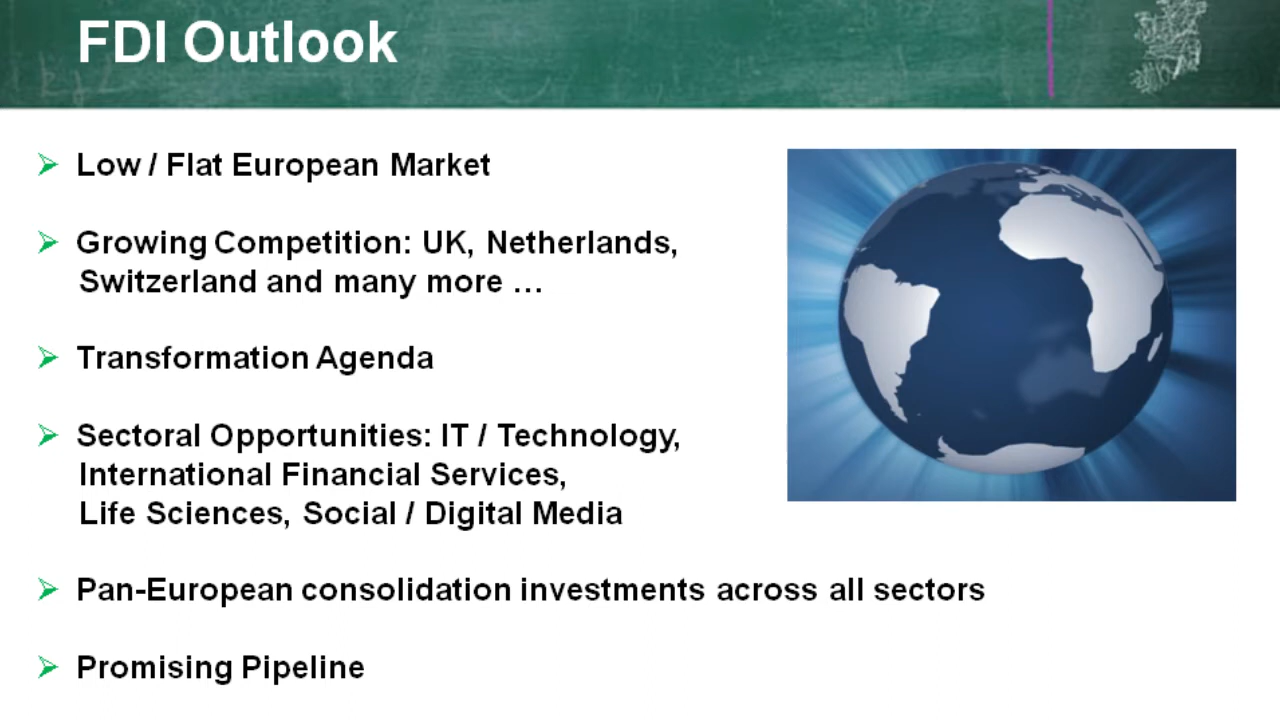 FDI Outlook
Low / Flat European Market
Growing Competition: UK, Netherlands,
Switzerland and many more …
Transformation Agenda
Sectoral Opportunities: IT / Technology,
International Financial Services,
Life Sciences, Social / Digital Media
Pan-European consolidation investments across all sectors
Promising Pipeline